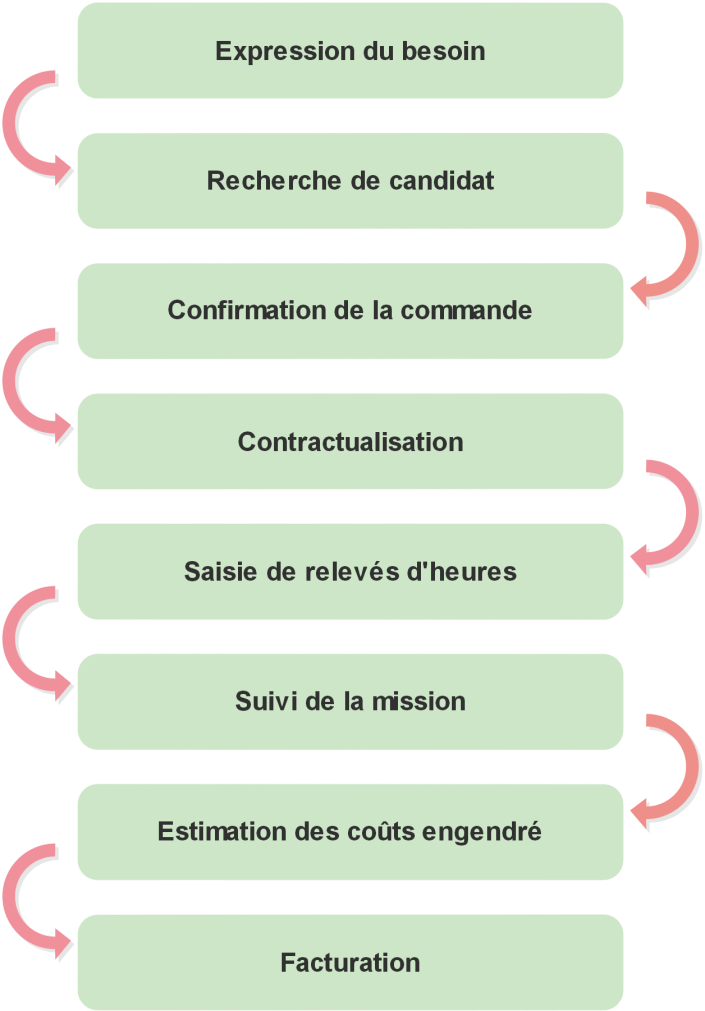 Expression du besoin
Recherche de candidat
Confirmation de la commande
Contractualisation
Saisie de relevés d'heures
Suivi de la mission
Estimation des coûts engendré
Facturation